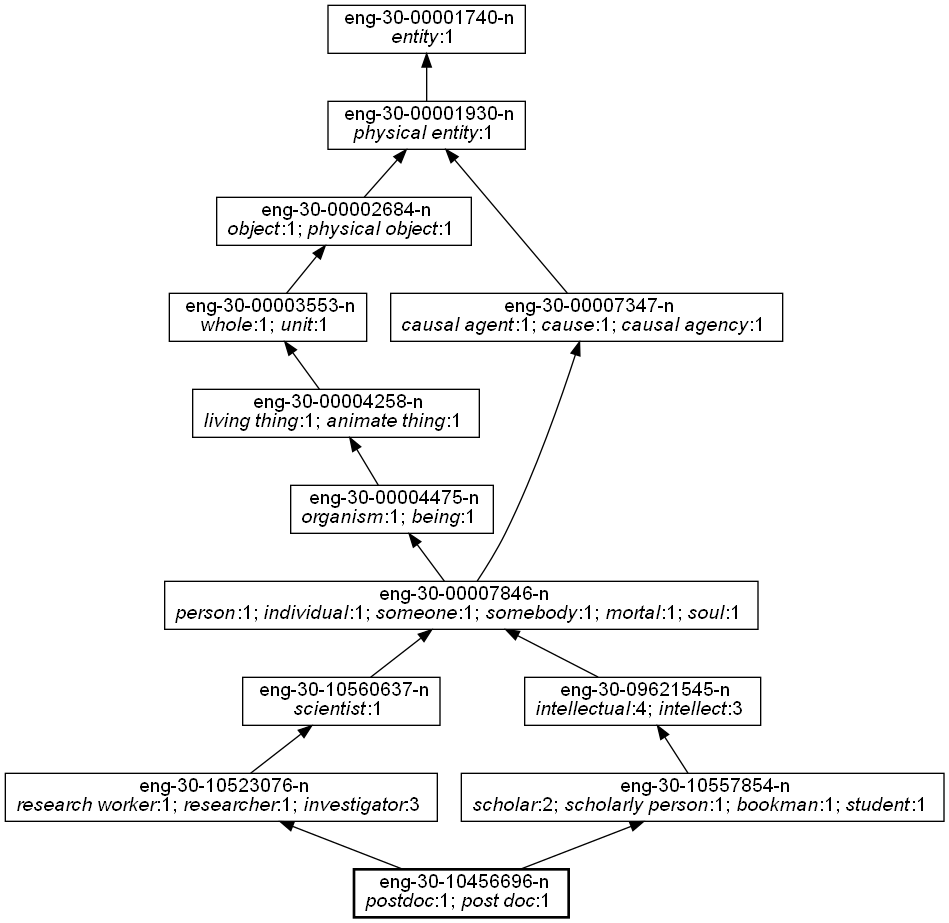 eng-30-00001740-n
entity:1
eng-30-00001930-n
physical entity:1
eng-30-00002684-n
object:1; physical object:1
eng-30-00003553-n
whole:1; unit:1
eng-30-00007347-n
causal agent:1; cause:1; causal agency:1
eng-30-00004258-n
living thing:1; animate thing:1
eng-30-00004475-n
organism:1; being:1
eng-30-00007846-n
person:1; individual:1; someone:1; somebody:1; mortal:1; soul:1
eng-30-10560637-n
scientist:1
eng-30-09621545-n
intellectual:4; intellect:3
eng-30-10523076-n
research worker:1; researcher:1; investigator:3
eng-30-10557854-n
scholar:2; scholarly person:1; bookman:1; student:1
eng-30-10456696-n
postdoc:1; post doc:1